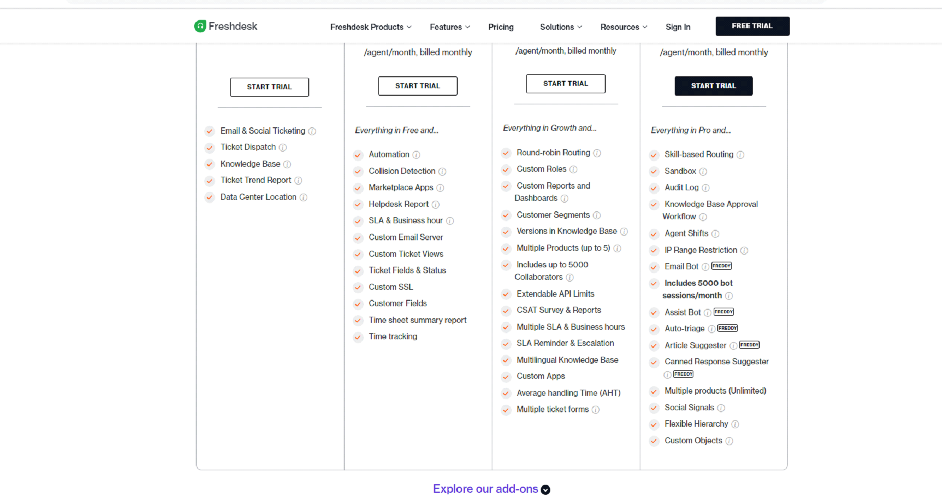 Freshdesk
Freshdesk Products
Features
Pricing
Solutions
Resources
Sign In
FREE TRIAL
START TRIAL
Email & Social Ticketing
Ticket Dispatch
Knowledge Base
Ticket Trend Report
Data Center Location
/agent/month, billed monthly
START TRIAL
Everything in Free and...
Automation
Collision Detection
Marketplace Apps
Helpdesk Report
SLA & Business hour
Custom Email Server
Custom Ticket Views
Ticket Fields & Status
Custom SSL
Customer Fields
Time sheet summary report
Time tracking
/agent/month, billed monthly
START TRIAL
Everything in Growth and...
Round-robin Routing
Custom Roles
Custom Reports and
Dashboards
Customer Segments
Versions in Knowledge Base
Multiple Products (up to 5)
Includes up to 5000
Collaborators
Extendable API Limits
CSAT Survey & Reports
Multiple SLA & Business hours
SLA Reminder & Escalation
Multilingual Knowledge Base
Custom Apps
Average handling Time (AHT)
Multiple ticket forms
/agent/month, billed monthly
START TRIAL
Everything in Pro and...
Skill-based Routing
Sandbox
Audit Log
Knowledge Base Approval
Workflow
Agent Shifts
IP Range Restriction
Email Bot FREDDY
Includes 5000 bot
sessions/month
Assist Bot FREDDY
Auto-triage FREDDY
Article Suggester FREDDY
Canned Response Suggester
FREDDY
Multiple products (Unlimited)
Social Signals
Flexible Hierarchy
Custom Objects
Explore our add-ons